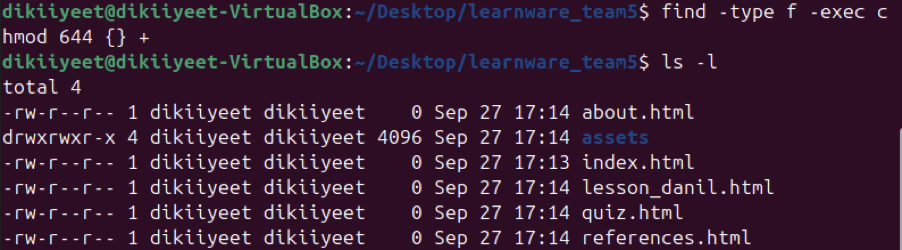 dikiiyeet@dikiiyeet-VirtualBox:~/Desktop/learnware_team5$ find -type f -exec c
hmod 644 {} +
dikiiyeet@dikiiyeet-VirtualBox:~/Desktop/learnware_team5$ ls -l
total 4
-rw-r--r-- 1 dikiiyeet dikiiyeet    0 Sep 27 17:14 about.html
drwxrwxr-x 4 dikiiyeet dikiiyeet 4096 Sep 27 17:14 assets
-rw-r--r-- 1 dikiiyeet dikiiyeet    0 Sep 27 17:13 index.html
-rw-r--r-- 1 dikiiyeet dikiiyeet    0 Sep 27 17:14 lesson_danil.html
-rw-r--r-- 1 dikiiyeet dikiiyeet    0 Sep 27 17:14 quiz.html
-rw-r--r-- 1 dikiiyeet dikiiyeet    0 Sep 27 17:14 references.html